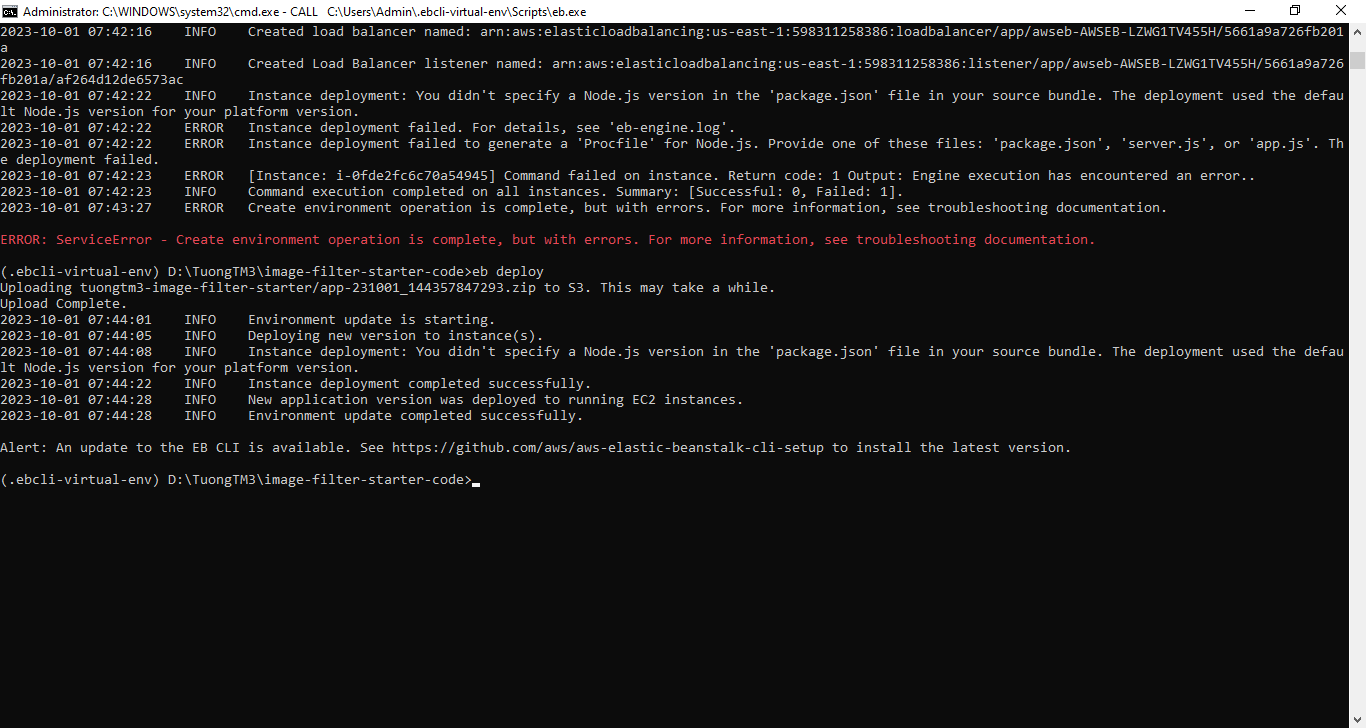 Administrator: C:\WINDOWS\system32\cmd.exe - CALL C:\Users\Admin\.ebcli-virtual-env\Scripts\eb.exe
2023-10-01 07:42:16    INFO    Created load balancer named: arn:aws:elasticloadbalancing:us-east-1:598311258386:loadbalancer/app/awseb-AWSEB-LZWG1TV455H/5661a9a726fb201
a
2023-10-01 07:42:16    INFO    Created Load Balancer listener named: arn:aws:elasticloadbalancing:us-east-1:598311258386:listener/app/awseb-AWSEB-LZWG1TV455H/5661a9a726
fb201a/af264d12de6573ac
2023-10-01 07:42:22    INFO    Instance deployment: You didn't specify a Node.js version in the 'package.json' file in your source bundle. The deployment used the defau
lt Node.js version for your platform version.
2023-10-01 07:42:22    ERROR   Instance deployment failed. For details, see 'eb-engine.log'.
2023-10-01 07:42:22    ERROR   Instance deployment failed to generate a 'Procfile' for Node.js. Provide one of these files: 'package.json', 'server.js', or 'app.js'. Th
e deployment failed.
2023-10-01 07:42:23    ERROR   [Instance: i-0fde2fc6c70a54945] Command failed on instance. Return code: 1 Output: Engine execution has encountered an error..
2023-10-01 07:42:23    INFO    Command execution completed on all instances. Summary: [Successful: 0, Failed: 1].
2023-10-01 07:43:27    ERROR   Create environment operation is complete, but with errors. For more information, see troubleshooting documentation.
ERROR: ServiceError - Create environment operation is complete, but with errors. For more information, see troubleshooting documentation.
(.ebcli-virtual-env) D:\TuongTM3\image-filter-starter-code>eb deploy
Uploading tuongtm3-image-filter-starter/app-231001_144357847293.zip to S3. This may take a while.
Upload Complete.
2023-10-01 07:44:01    INFO    Environment update is starting.
2023-10-01 07:44:05    INFO    Deploying new version to instance(s).
2023-10-01 07:44:08    INFO    Instance deployment: You didn't specify a Node.js version in the 'package.json' file in your source bundle. The deployment used the defau
lt Node.js version for your platform version.
2023-10-01 07:44:22    INFO    Instance deployment completed successfully.
2023-10-01 07:44:28    INFO    New application version was deployed to running EC2 instances.
2023-10-01 07:44:28    INFO    Environment update completed successfully.
Alert: An update to the EB CLI is available. See https://github.com/aws/aws-elastic-beanstalk-cli-setup to install the latest version.
(.ebcli-virtual-env) D:\TuongTM3\image-filter-starter-code>